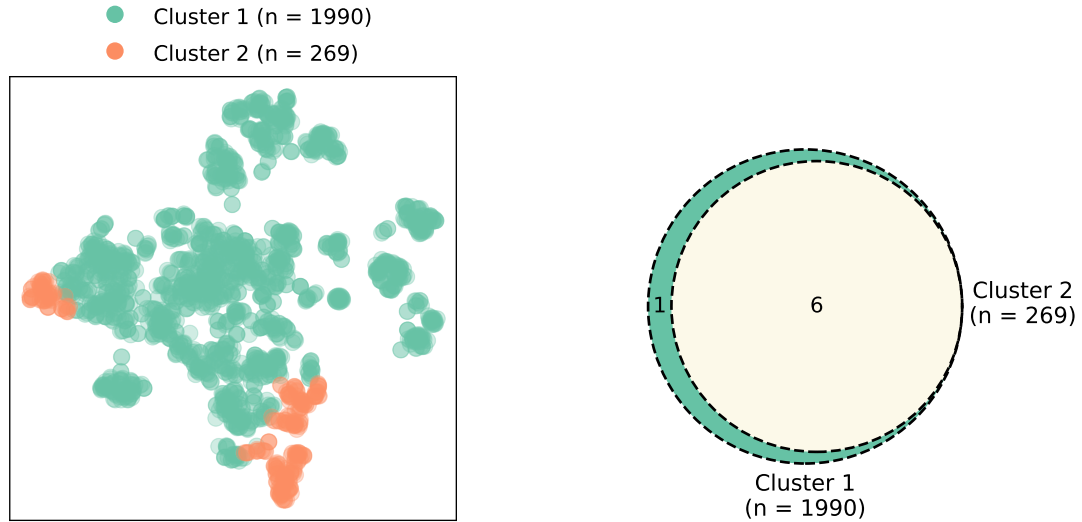 Cluster 1 (n = 1990)
Cluster 2 (n = 269)
1
6
Cluster 2
(n = 269)
Cluster 1
(n = 1990)